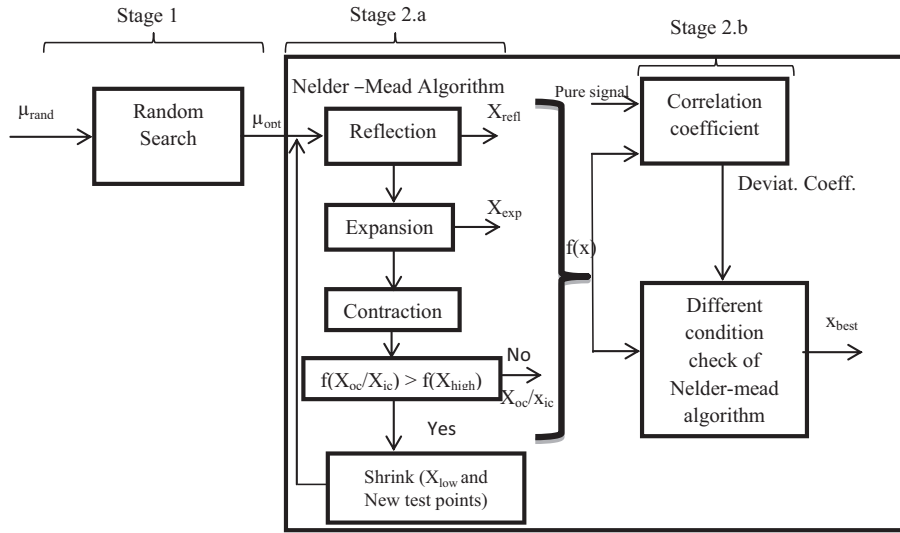 Stage 1
Stage 2.a
Stage 2.b
μrand
Random
Search
μopt
Nelder –Mead Algorithm
Reflection
Xrefl
Expansion
Xexp
Contraction
f(Xoc/Xic) > f(Xhigh)
No
Xoc/xic
Yes
Shrink (Xlow and
New test points)
f(x)
Pure signal
Correlation
coefficient
Deviat. Coeff.
Different
condition
check of
Nelder-mead
algorithm
xbest